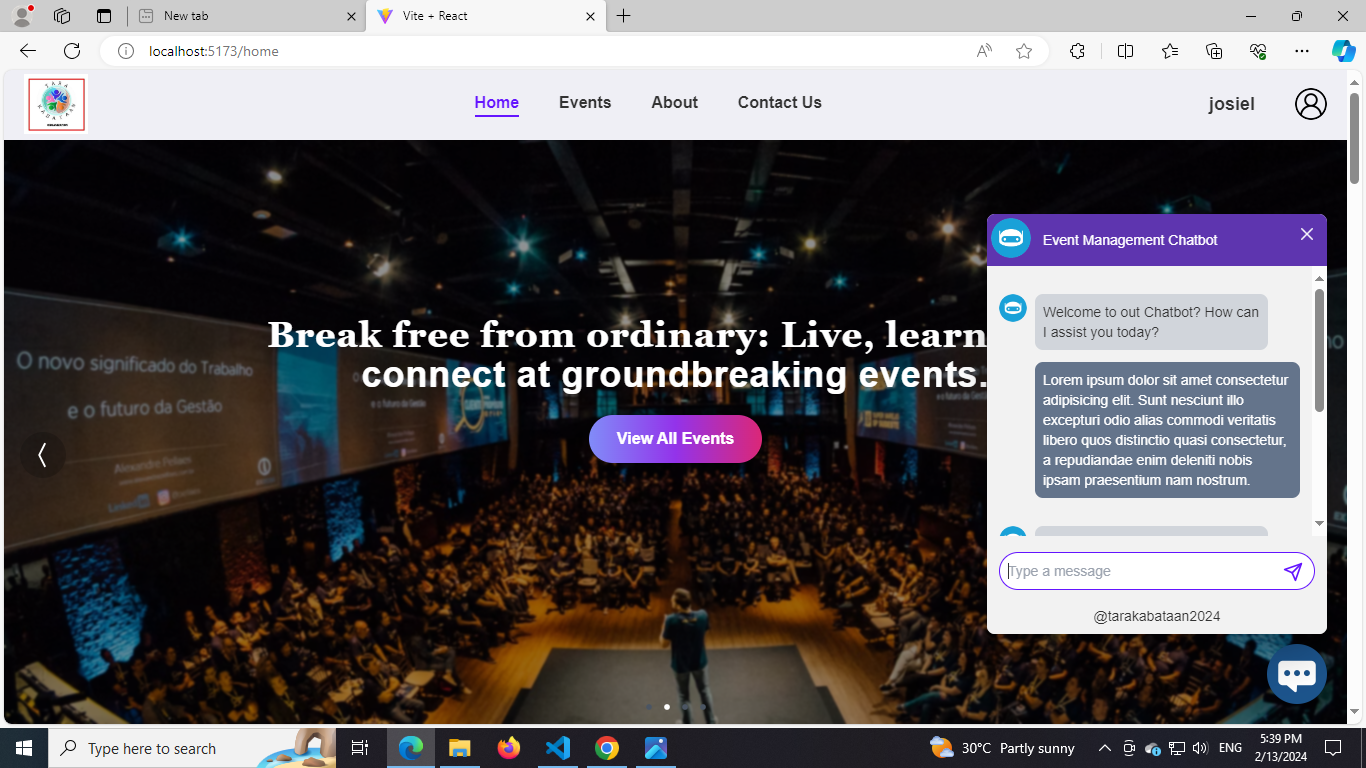 New tab
Vite + React
localhost:5173/home
TARA KABATAAN
Home
Events
About
Contact Us
josiel
Break free from ordinary: Live, learn
connect at groundbreaking events.
View All Events
O novo significado do Trabalho
e o futuro da Gestão
Event Management Chatbot
Welcome to out Chatbot? How can
I assist you today?
Lorem ipsum dolor sit amet consectetur
adipisicing elit. Sunt nesciunt illo
excepturi odio alias commodi veritatis
libero quos distinctio quasi consectetur,
a repudiandae enim deleniti nobis
ipsam praesentium nam nostrum.
Type a message
@tarakabataan2024
Type here to search
30°C Partly sunny
ENG
5:39 PM
2/13/2024